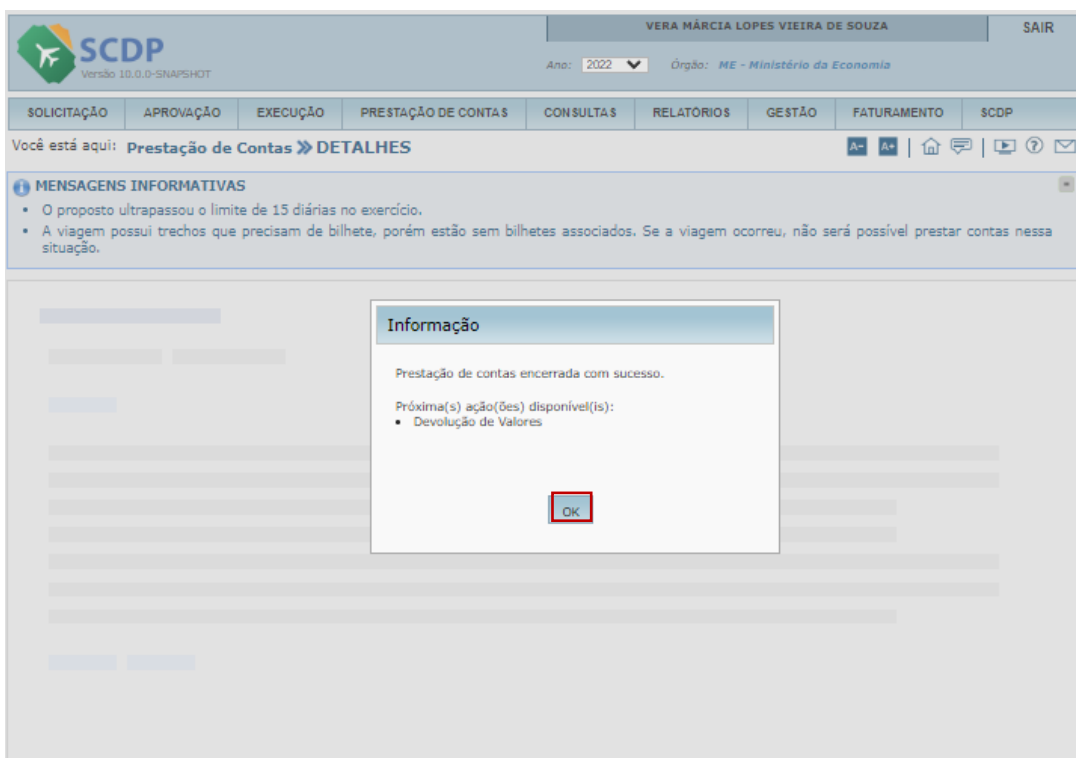 VERA MÁRCIA LOPES VIEIRA DE SOUZA
SAIR
SCDP
Versão 10.0.0-SNAPSHOT
Ano: 2022 Órgão: ME - Ministério da Economia
SOLICITAÇÃO APROVAÇÃO EXECUÇÃO PRESTAÇÃO DE CONTAS CONSULTAS RELATÓRIOS GESTÃO FATURAMENTO SCDP
Você está aqui: Prestação de Contas >> DETALHES
A- A+ ?
MENSAGENS INFORMATIVAS
• O proposto ultrapassou o limite de 15 diárias no exercício.
• A viagem possui trechos que precisam de bilhete, porém estão sem bilhetes associados. Se a viagem ocorreu, não será possível prestar contas nessa
situação.
Informação
Prestação de contas encerrada com sucesso.
Próxima(s) ação(ões) disponível(is):
• Devolução de Valores
OK